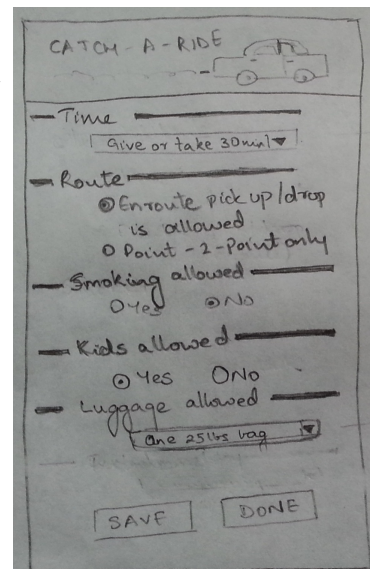 CATCH-A-RIDE
Time
Give or take 30min
Route
Enroute pick up/drop
is allowed
Point-2-Point only
Smoking allowed
Yes No
Kids allowed
Yes No
Luggage allowed
One 25lbs bag
SAVE DONE